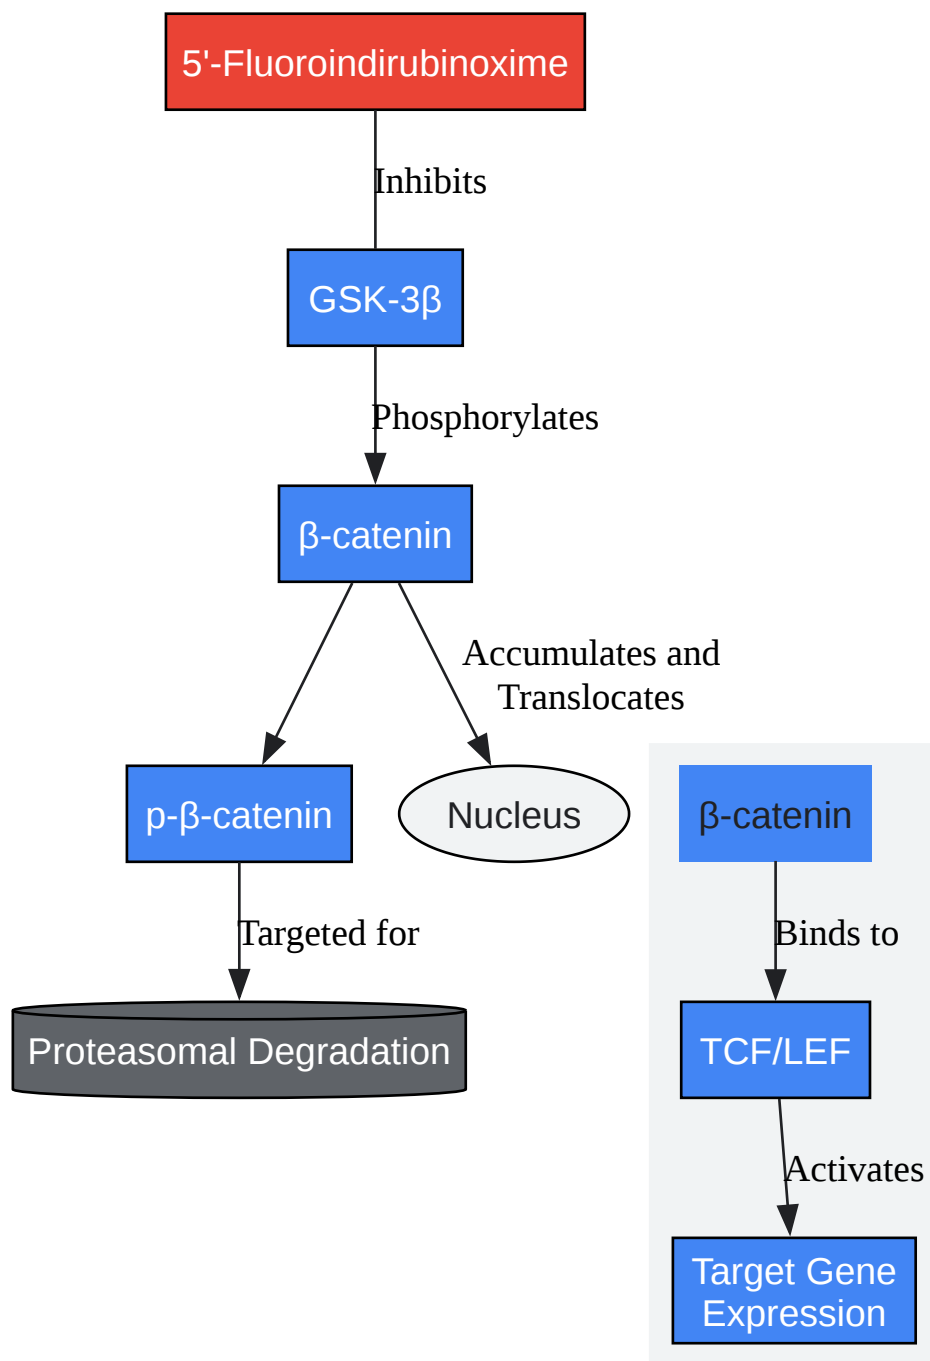 5'-Fluoroindirubinoxime
Inhibits
GSK-3β
Phosphorylates
β-catenin
Accumulates and
Translocates
p-β-catenin
Nucleus
β-catenin
Targeted for
Binds to
Proteasomal Degradation
TCF/LEF
Activates
Target Gene
Expression